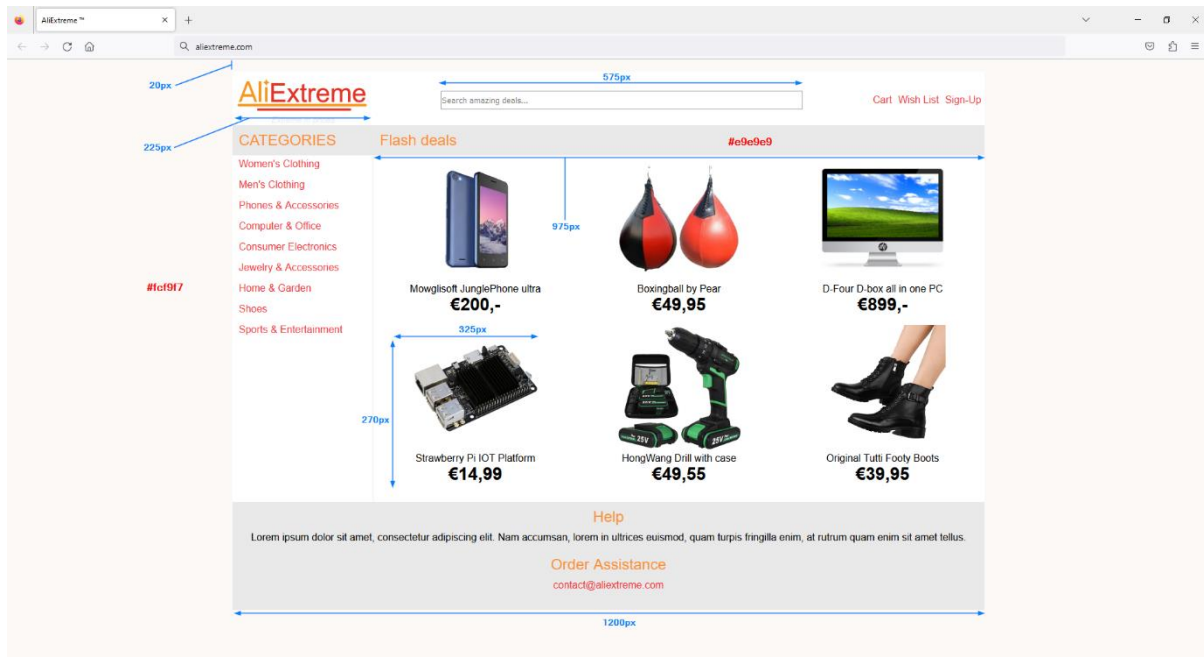 AliExtreme ™
aliextreme.com
20px
575px
AliExtreme
Search amazing deals...
Cart Wish List Sign-Up
225px
CATEGORIES Flash deals #e9e9e9
Women's Clothing
Men's Clothing
Phones & Accessories
Computer & Office
975px
Consumer Electronics
Jewelry & Accessories
#fcf9f7
Home & Garden
Shoes
Sports & Entertainment
Mowglisoft JunglePhone ultra
€200,-
Boxingball by Pear
€49,95
D-Four D-box all in one PC
€899,-
325px
270px
Strawberry Pi IOT Platform
€14,99
25V
25V
HongWang Drill with case
€49,55
Original Tutti Footy Boots
€39,95
Help
Lorem ipsum dolor sit amet, consectetur adipiscing elit. Nam accumsan, lorem in ultrices euismod, quam turpis fringilla enim, at rutrum quam enim sit amet tellus.
Order Assistance
contact@aliextreme.com
1200px